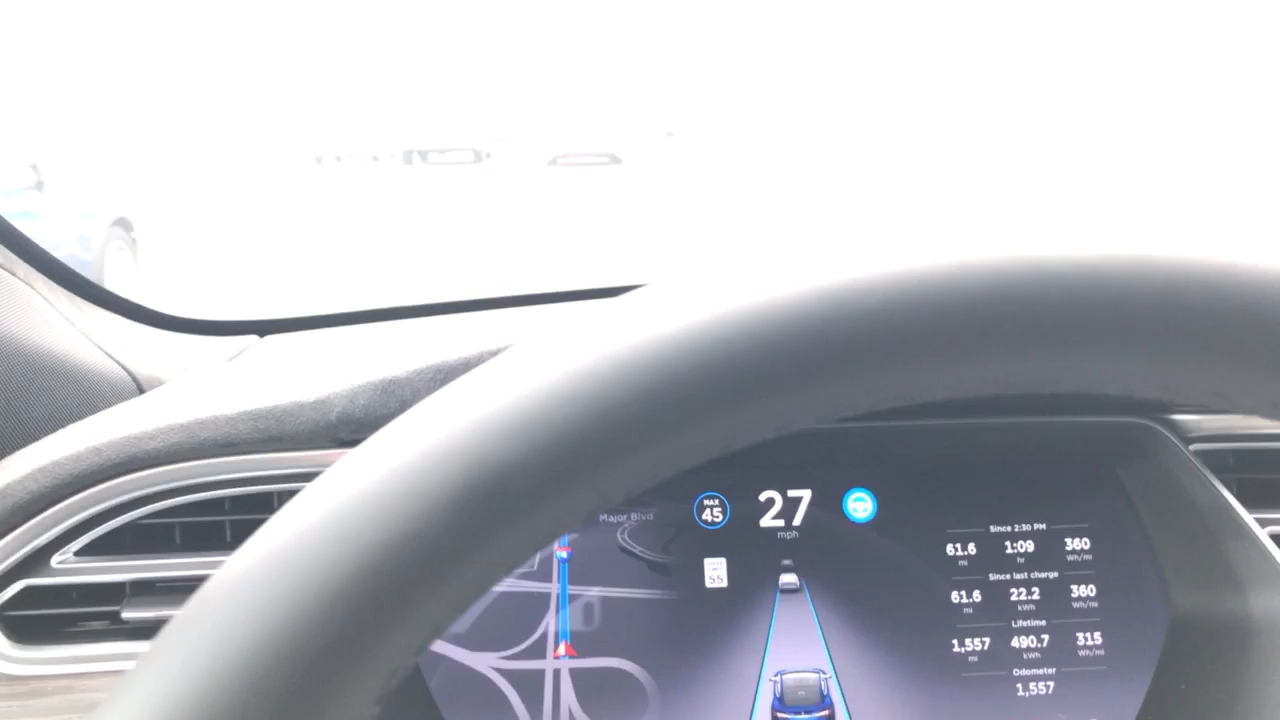 Major Blvd
MAX
45
27
mph
SPEED
LIMIT
55
Since 2:30 PM
61.6 1:09 360
mi hr Wh/mi
Since last charge
61.6 22.2 360
mi kWh Wh/mi
Lifetime
1,557 490.7 315
mi kWh Wh/mi
Odometer
1,557